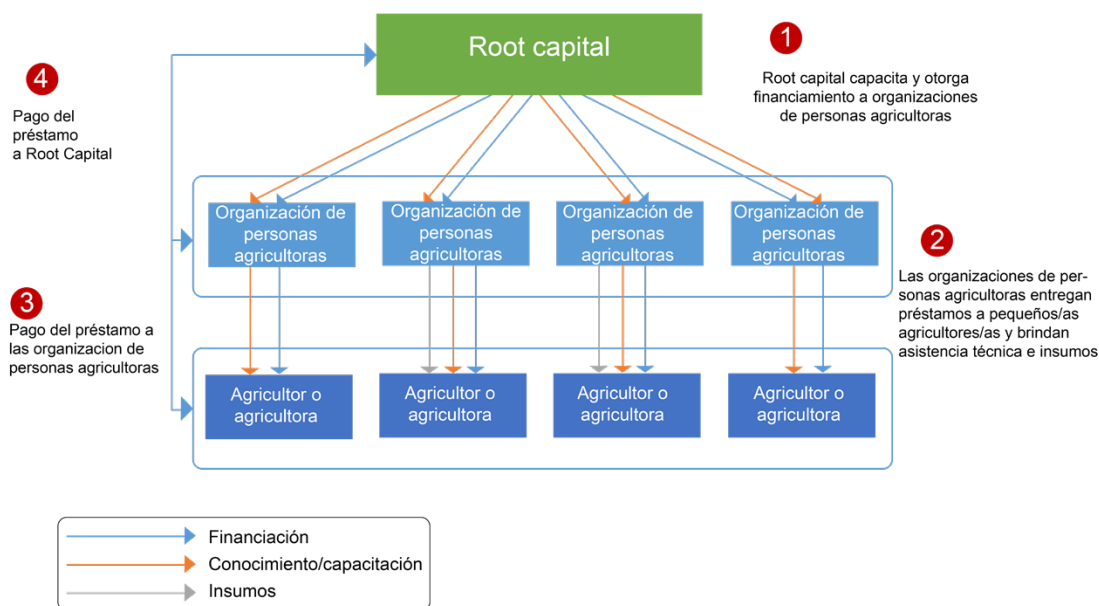 Root capital
1
Root capital capacita y otorga
financiamiento a organizaciones
de personas agricultoras
4
Pago del
préstamo
a Root Capital
Organización de
personas
agricultoras
Organización de
personas
agricultoras
Organización de
personas
agricultoras
Organización de
personas
agricultoras
2
Las organizaciones de per-
sonas agricultoras entregan
préstamos a pequeños/as
agricultores/as y brindan
asistencia técnica e insumos
3
Pago del préstamo a
las organizacion de
personas agricultoras
Agricultor o
agricultora
Agricultor o
agricultora
Agricultor o
agricultora
Agricultor o
agricultora
Financiación
Conocimiento/capacitación
Insumos